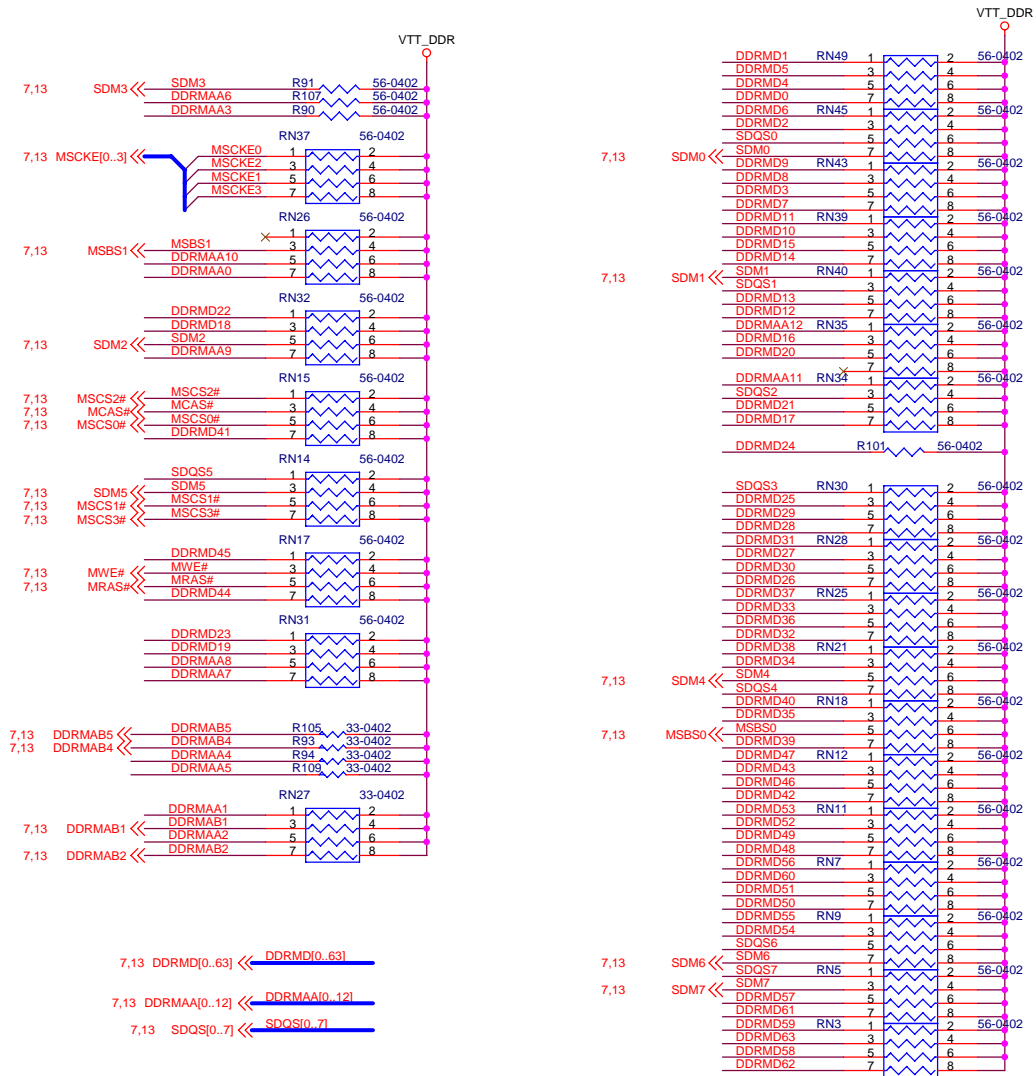 VTT_DDR
7,13 SDM3 SDM3 R91 56-0402
DDRMAA6 R107 56-0402
DDRMAA3 R90 56-0402
RN37 56-0402
7,13 MSCKE[0..3] MSCKE0 1 2
MSCKE2 3 4
MSCKE1 5 6
MSCKE3 7 8
RN26 56-0402
1 2
7,13 MSBS1 MSBS1 3 4
DDRMAA10 5 6
DDRMAA0 7 8
RN32 56-0402
DDRMD22 1 2
DDRMD18 3 4
7,13 SDM2 SDM2 5 6
DDRMAA9 7 8
RN15 56-0402
7,13 MSCS2# MSCS2# 1 2
7,13 MCAS# MCAS# 3 4
7,13 MSCS0# MSCS0# 5 6
DDRMD41 7 8
RN14 56-0402
SDQS5 1 2
7,13 SDM5 SDM5 3 4
7,13 MSCS1# MSCS1# 5 6
7,13 MSCS3# MSCS3# 7 8
RN17 56-0402
DDRMD45 1 2
7,13 MWE# MWE# 3 4
7,13 MRAS# MRAS# 5 6
DDRMD44 7 8
RN31 56-0402
DDRMD23 1 2
DDRMD19 3 4
DDRMAA8 5 6
DDRMAA7 7 8
7,13 DDRMAB5 DDRMAB5 R105 33-0402
7,13 DDRMAB4 DDRMAB4 R93 33-0402
DDRMAA4 R94 33-0402
DDRMAA5 R109 33-0402
RN27 33-0402
DDRMAA1 1 2
7,13 DDRMAB1 DDRMAB1 3 4
DDRMAA2 5 6
7,13 DDRMAB2 DDRMAB2 7 8
7,13 DDRMD[0..63] DDRMD[0..63]
7,13 DDRMAA[0..12] DDRMAA[0..12]
7,13 SDQS[0..7] SDQS[0..7]
VTT_DDR
DDRMD1 RN49 1 2 56-0402
DDRMD5 3 4
DDRMD4 5 6
DDRMD0 7 8
DDRMD6 RN45 1 2 56-0402
DDRMD2 3 4
SDQS0 5 6
7,13 SDM0 SDM0 7 8
DDRMD9 RN43 1 2 56-0402
DDRMD8 3 4
DDRMD3 5 6
DDRMD7 7 8
DDRMD11 RN39 1 2 56-0402
DDRMD10 3 4
DDRMD15 5 6
DDRMD14 7 8
7,13 SDM1 SDM1 RN40 1 2 56-0402
SDQS1 3 4
DDRMD13 5 6
DDRMD12 7 8
DDRMAA12 RN35 1 2 56-0402
DDRMD16 3 4
DDRMD20 5 6
7 8
DDRMAA11 RN34 1 2 56-0402
SDQS2 3 4
DDRMD21 5 6
DDRMD17 7 8
DDRMD24 R101 56-0402
SDQS3 RN30 1 2 56-0402
DDRMD25 3 4
DDRMD29 5 6
DDRMD28 7 8
DDRMD31 RN28 1 2 56-0402
DDRMD27 3 4
DDRMD30 5 6
DDRMD26 7 8
DDRMD37 RN25 1 2 56-0402
DDRMD33 3 4
DDRMD36 5 6
DDRMD32 7 8
DDRMD38 RN21 1 2 56-0402
DDRMD34 3 4
7,13 SDM4 SDM4 5 6
SDQS4 7 8
DDRMD40 RN18 1 2 56-0402
DDRMD35 3 4
7,13 MSBS0 MSBS0 5 6
DDRMD39 7 8
DDRMD47 RN12 1 2 56-0402
DDRMD43 3 4
DDRMD46 5 6
DDRMD42 7 8
DDRMD53 RN11 1 2 56-0402
DDRMD52 3 4
DDRMD49 5 6
DDRMD48 7 8
DDRMD56 RN7 1 2 56-0402
DDRMD60 3 4
DDRMD51 5 6
DDRMD50 7 8
DDRMD55 RN9 1 2 56-0402
DDRMD54 3 4
SDQS6 5 6
7,13 SDM6 SDM6 7 8
SDQS7 RN5 1 2 56-0402
7,13 SDM7 SDM7 3 4
DDRMD57 5 6
DDRMD61 7 8
DDRMD59 RN3 1 2 56-0402
DDRMD63 3 4
DDRMD58 5 6
DDRMD62 7 8